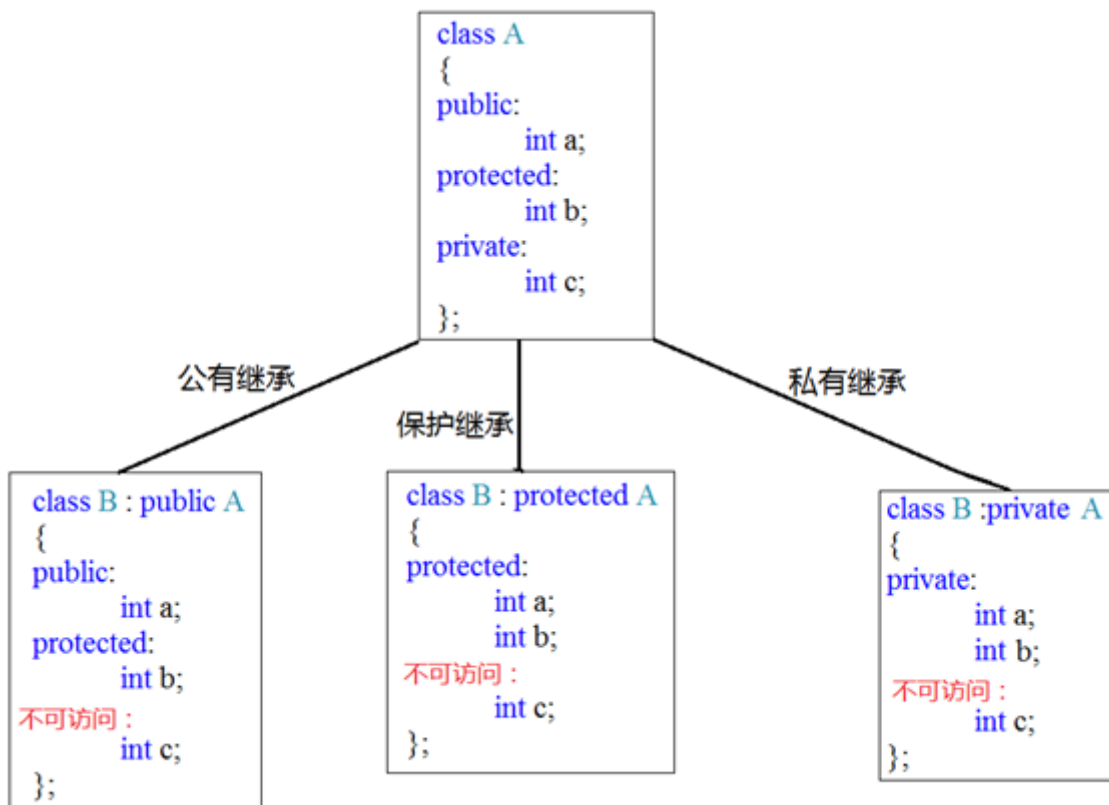 class A
{
public:
int a;
protected:
int b;
private:
int c;
};
公有继承
保护继承
私有继承
class B : public A
{
public:
int a;
protected:
int b;
不可访问：
int c;
};
class B : protected A
{
protected:
int a;
int b;
不可访问：
int c;
};
class B :private A
{
private:
int a;
int b;
不可访问：
int c;
};